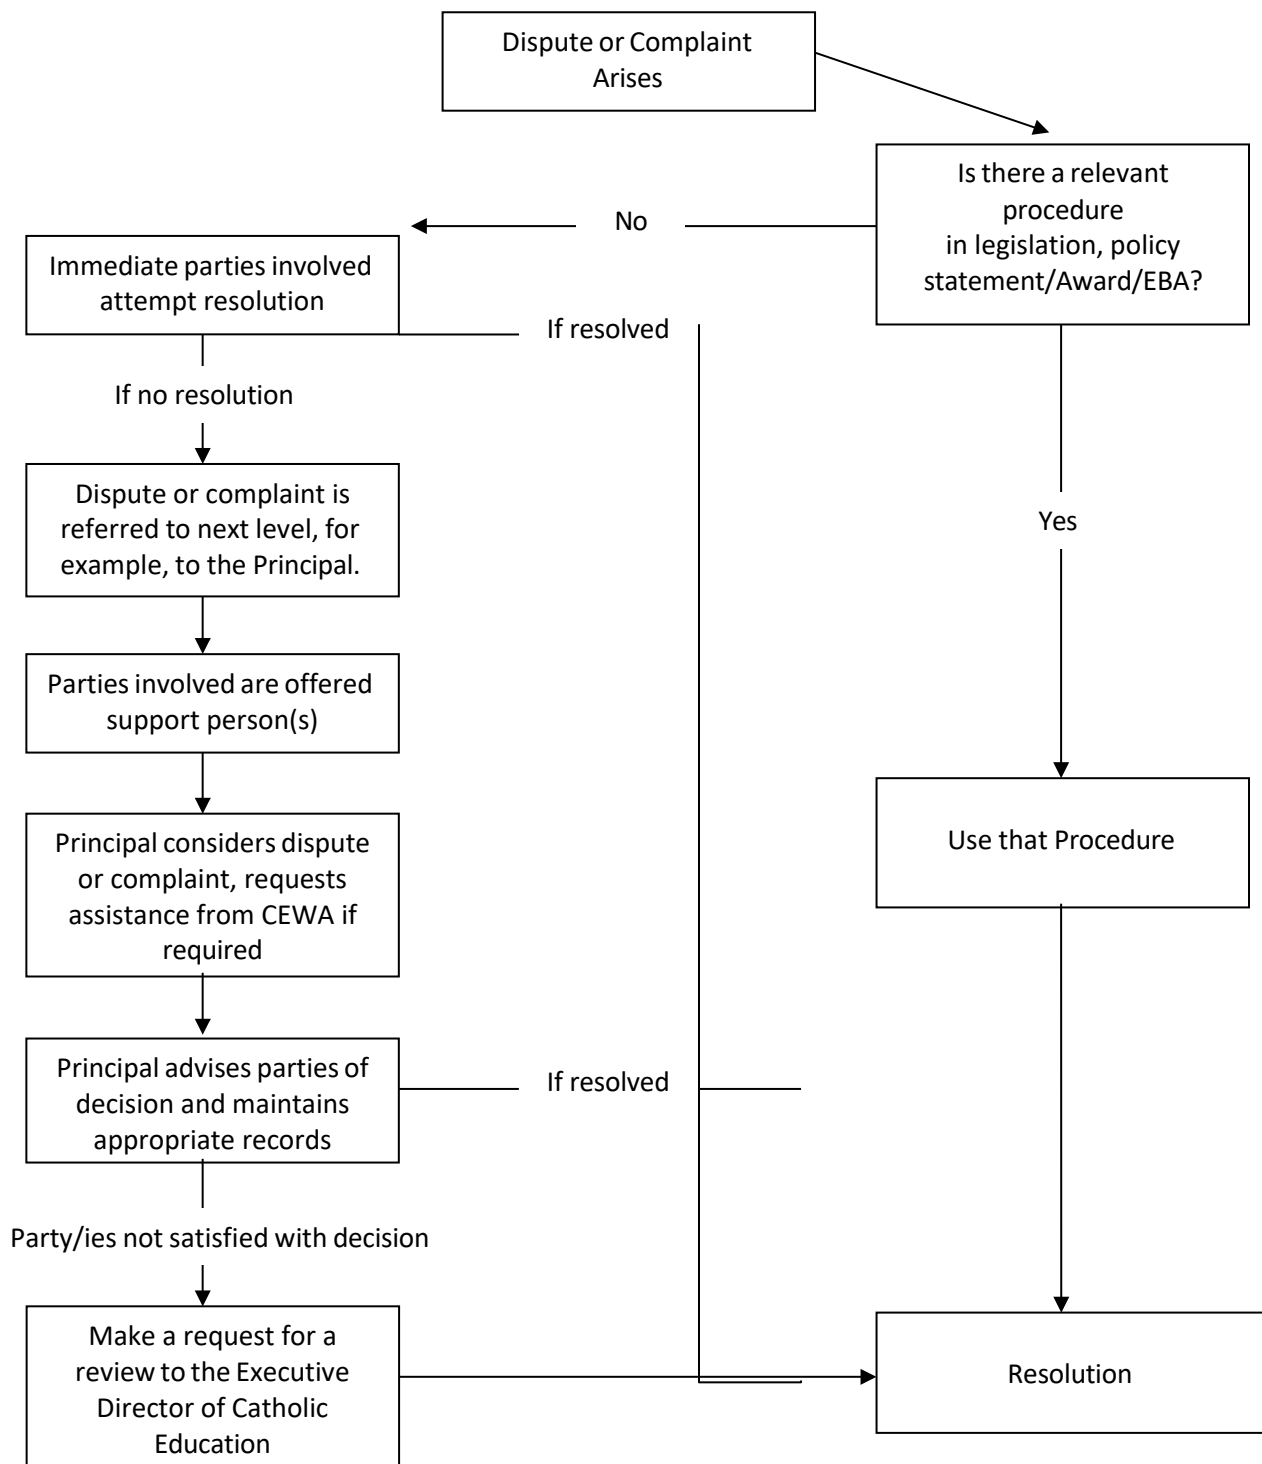 Dispute or Complaint
Arises
Is there a relevant
procedure
in legislation, policy
statement/Award/EBA?
No
Immediate parties involved
attempt resolution
If resolved
If no resolution
Dispute or complaint is
referred to next level, for
example, to the Principal.
Yes
Parties involved are offered
support person(s)
Principal considers dispute
or complaint, requests
assistance from CEWA if
required
Use that Procedure
Principal advises parties of
decision and maintains
appropriate records
If resolved
Party/ies not satisfied with decision
Make a request for a
review to the Executive
Director of Catholic
Education
Resolution